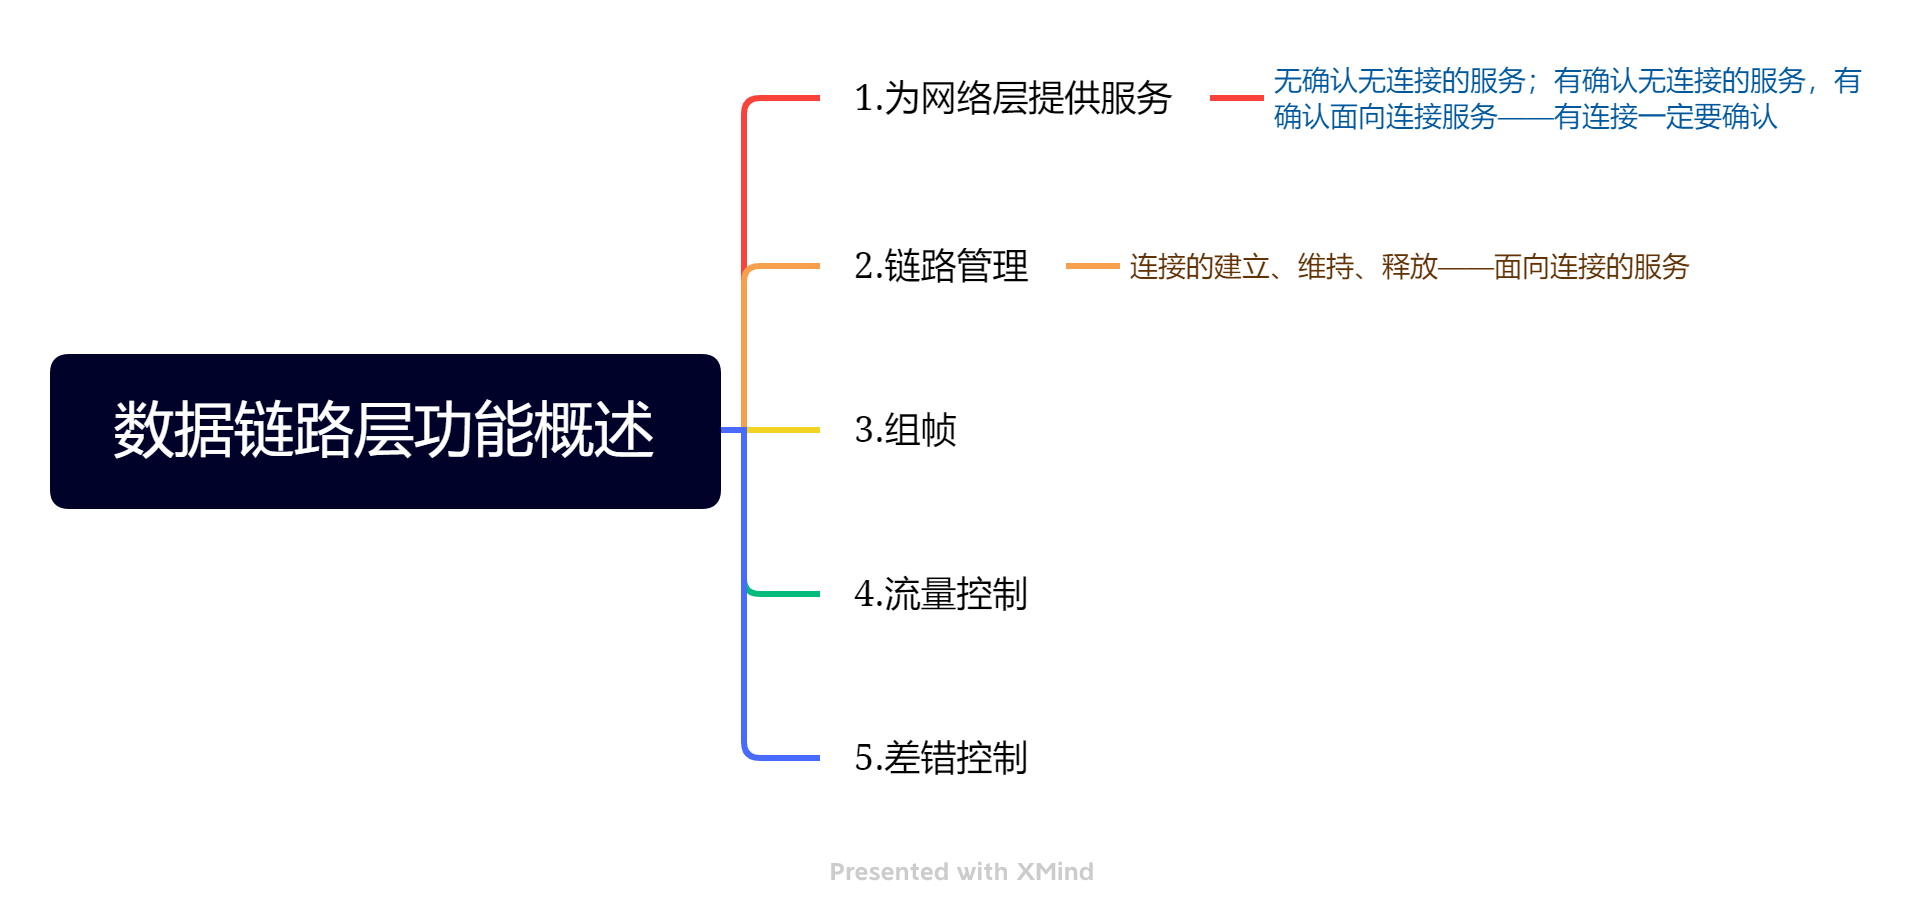 1.为网络层提供服务
无确认无连接的服务；有确认无连接的服务，有
确认面向连接服务——有连接一定要确认
2.链路管理
连接的建立、维持、释放——面向连接的服务
数据链路层功能概述
3.组帧
4.流量控制
5.差错控制
Presented with XMind